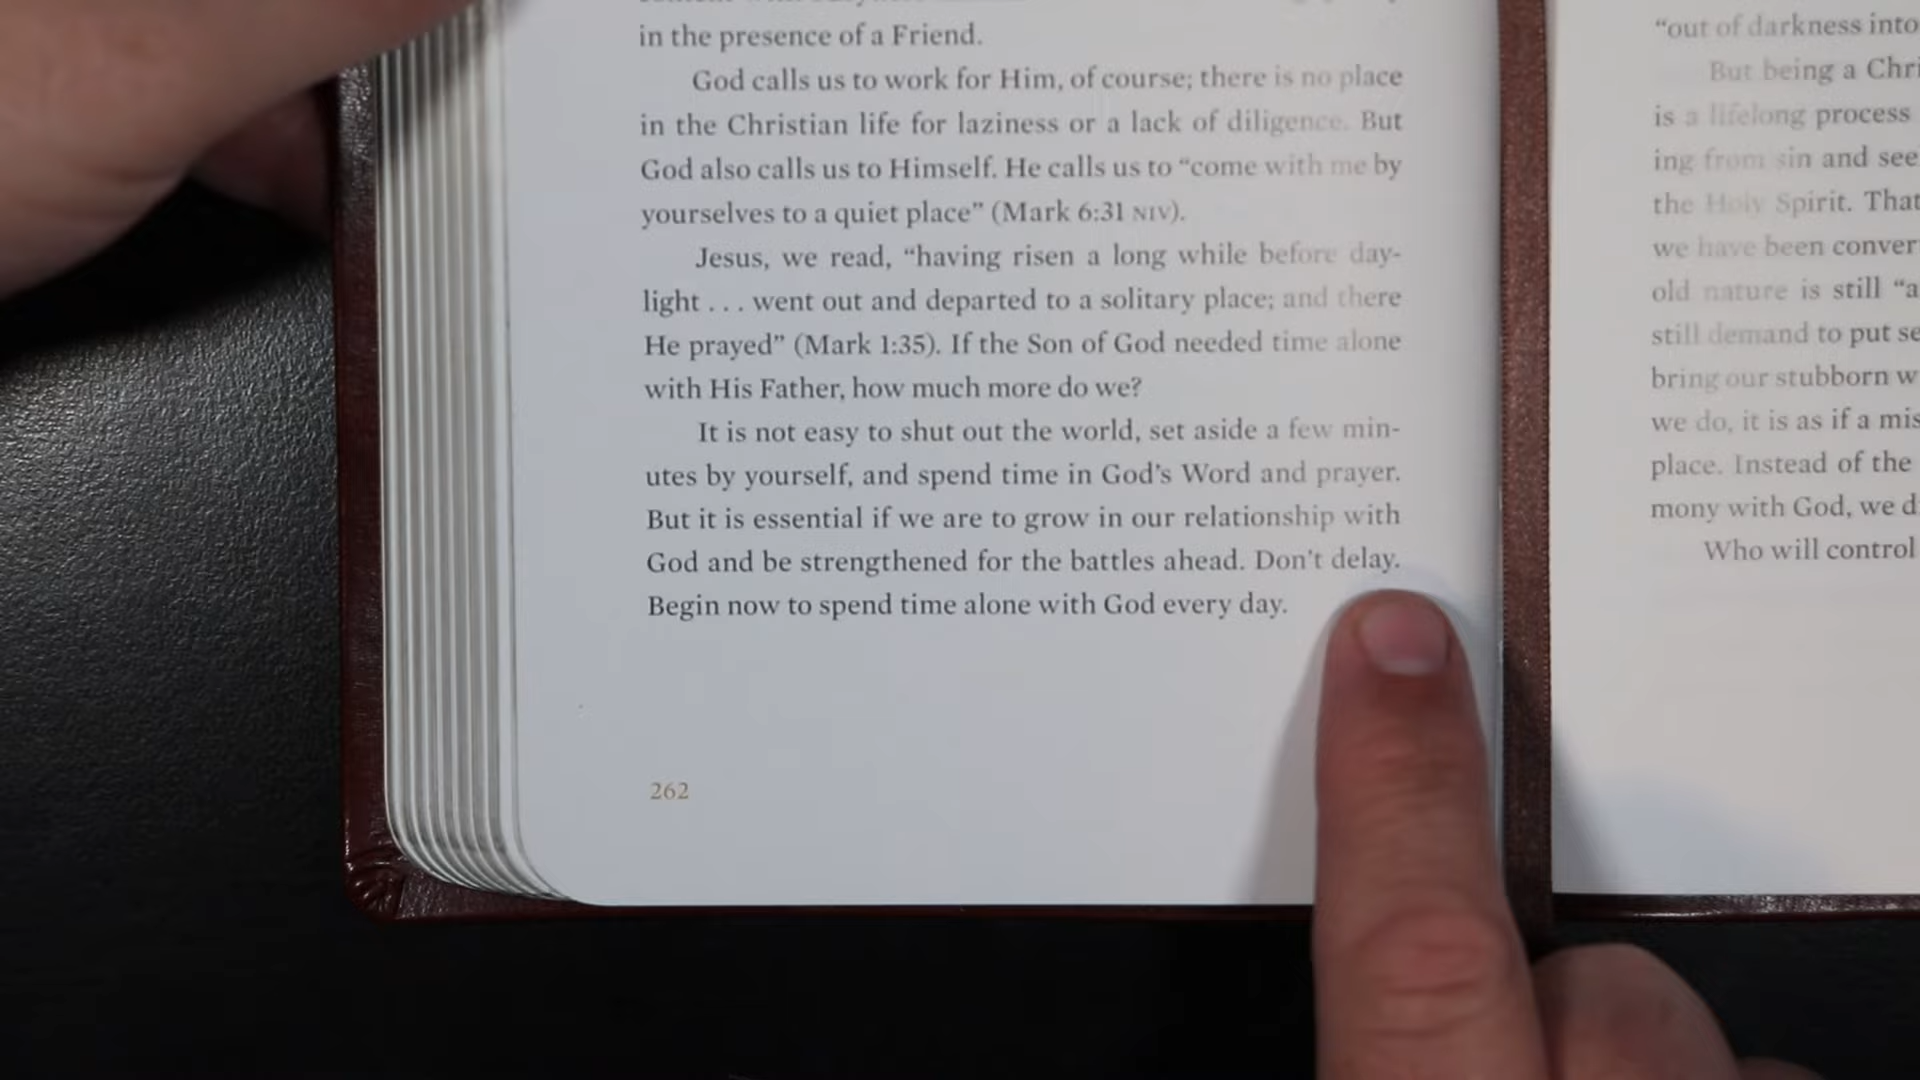 in the presence of a Friend.
God calls us to work for Him, of course; there is no place
in the Christian life for laziness or a lack of diligence. But
God also calls us to Himself. He calls us to “come with me by
yourselves to a quiet place” (Mark 6:31 NIV).
Jesus, we read, “having risen a long while before day-
light . . . went out and departed to a solitary place; and there
He prayed” (Mark 1:35). If the Son of God needed time alone
with His Father, how much more do we?
It is not easy to shut out the world, set aside a few min-
utes by yourself, and spend time in God’s Word and prayer.
But it is essential if we are to grow in our relationship with
God and be strengthened for the battles ahead. Don’t delay.
Begin now to spend time alone with God every day.
262
“out of darkness into
But being a Chri
is a lifelong process
ing from sin and see
the Holy Spirit. That
we have been conver
old nature is still “a
still demand to put se
bring our stubborn w
we do, it is as if a mis
place. Instead of the
mony with God, we d
Who will control